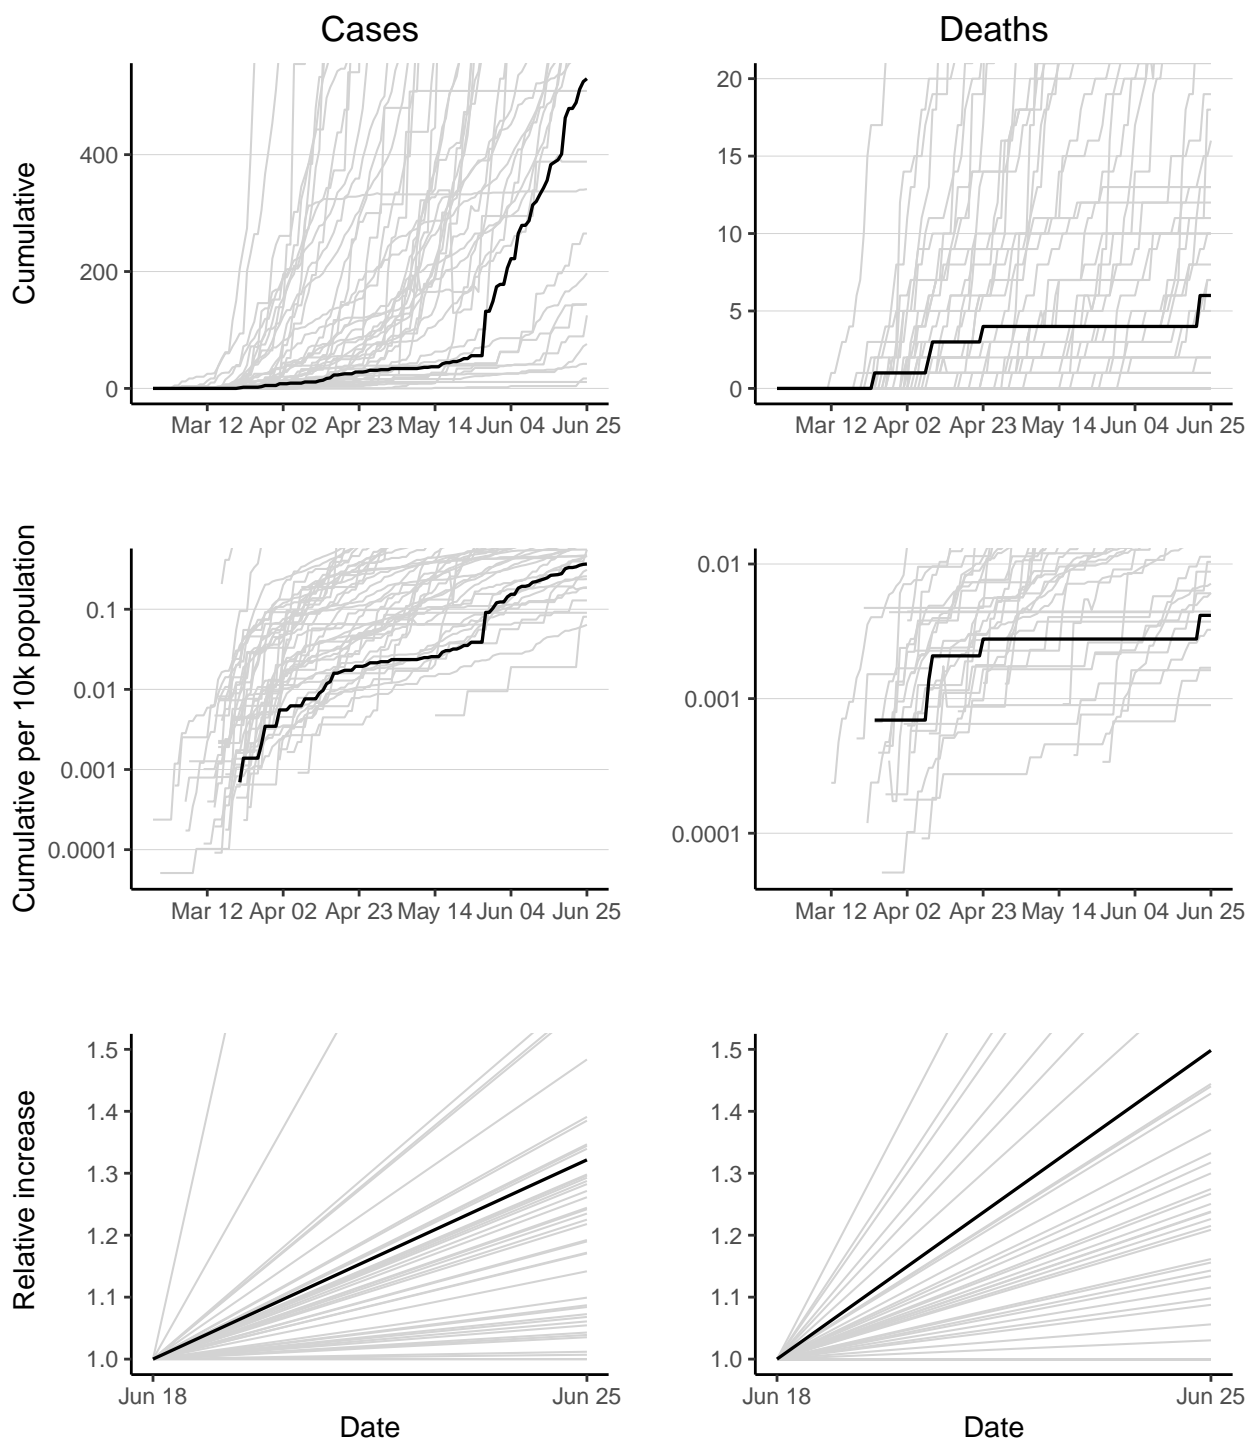 Cases
Deaths
Cumulative
400
200
0
Mar 12 Apr 02 Apr 23 May 14 Jun 04 Jun 25
20
15
10
5
0
Mar 12 Apr 02 Apr 23 May 14 Jun 04 Jun 25
Cumulative per 10k population
0.1
0.01
0.001
0.0001
Mar 12 Apr 02 Apr 23 May 14 Jun 04 Jun 25
0.01
0.001
0.0001
Mar 12 Apr 02 Apr 23 May 14 Jun 04 Jun 25
Relative increase
1.5
1.4
1.3
1.2
1.1
1.0
Jun 18 Jun 25
Date
1.5
1.4
1.3
1.2
1.1
1.0
Jun 18 Jun 25
Date